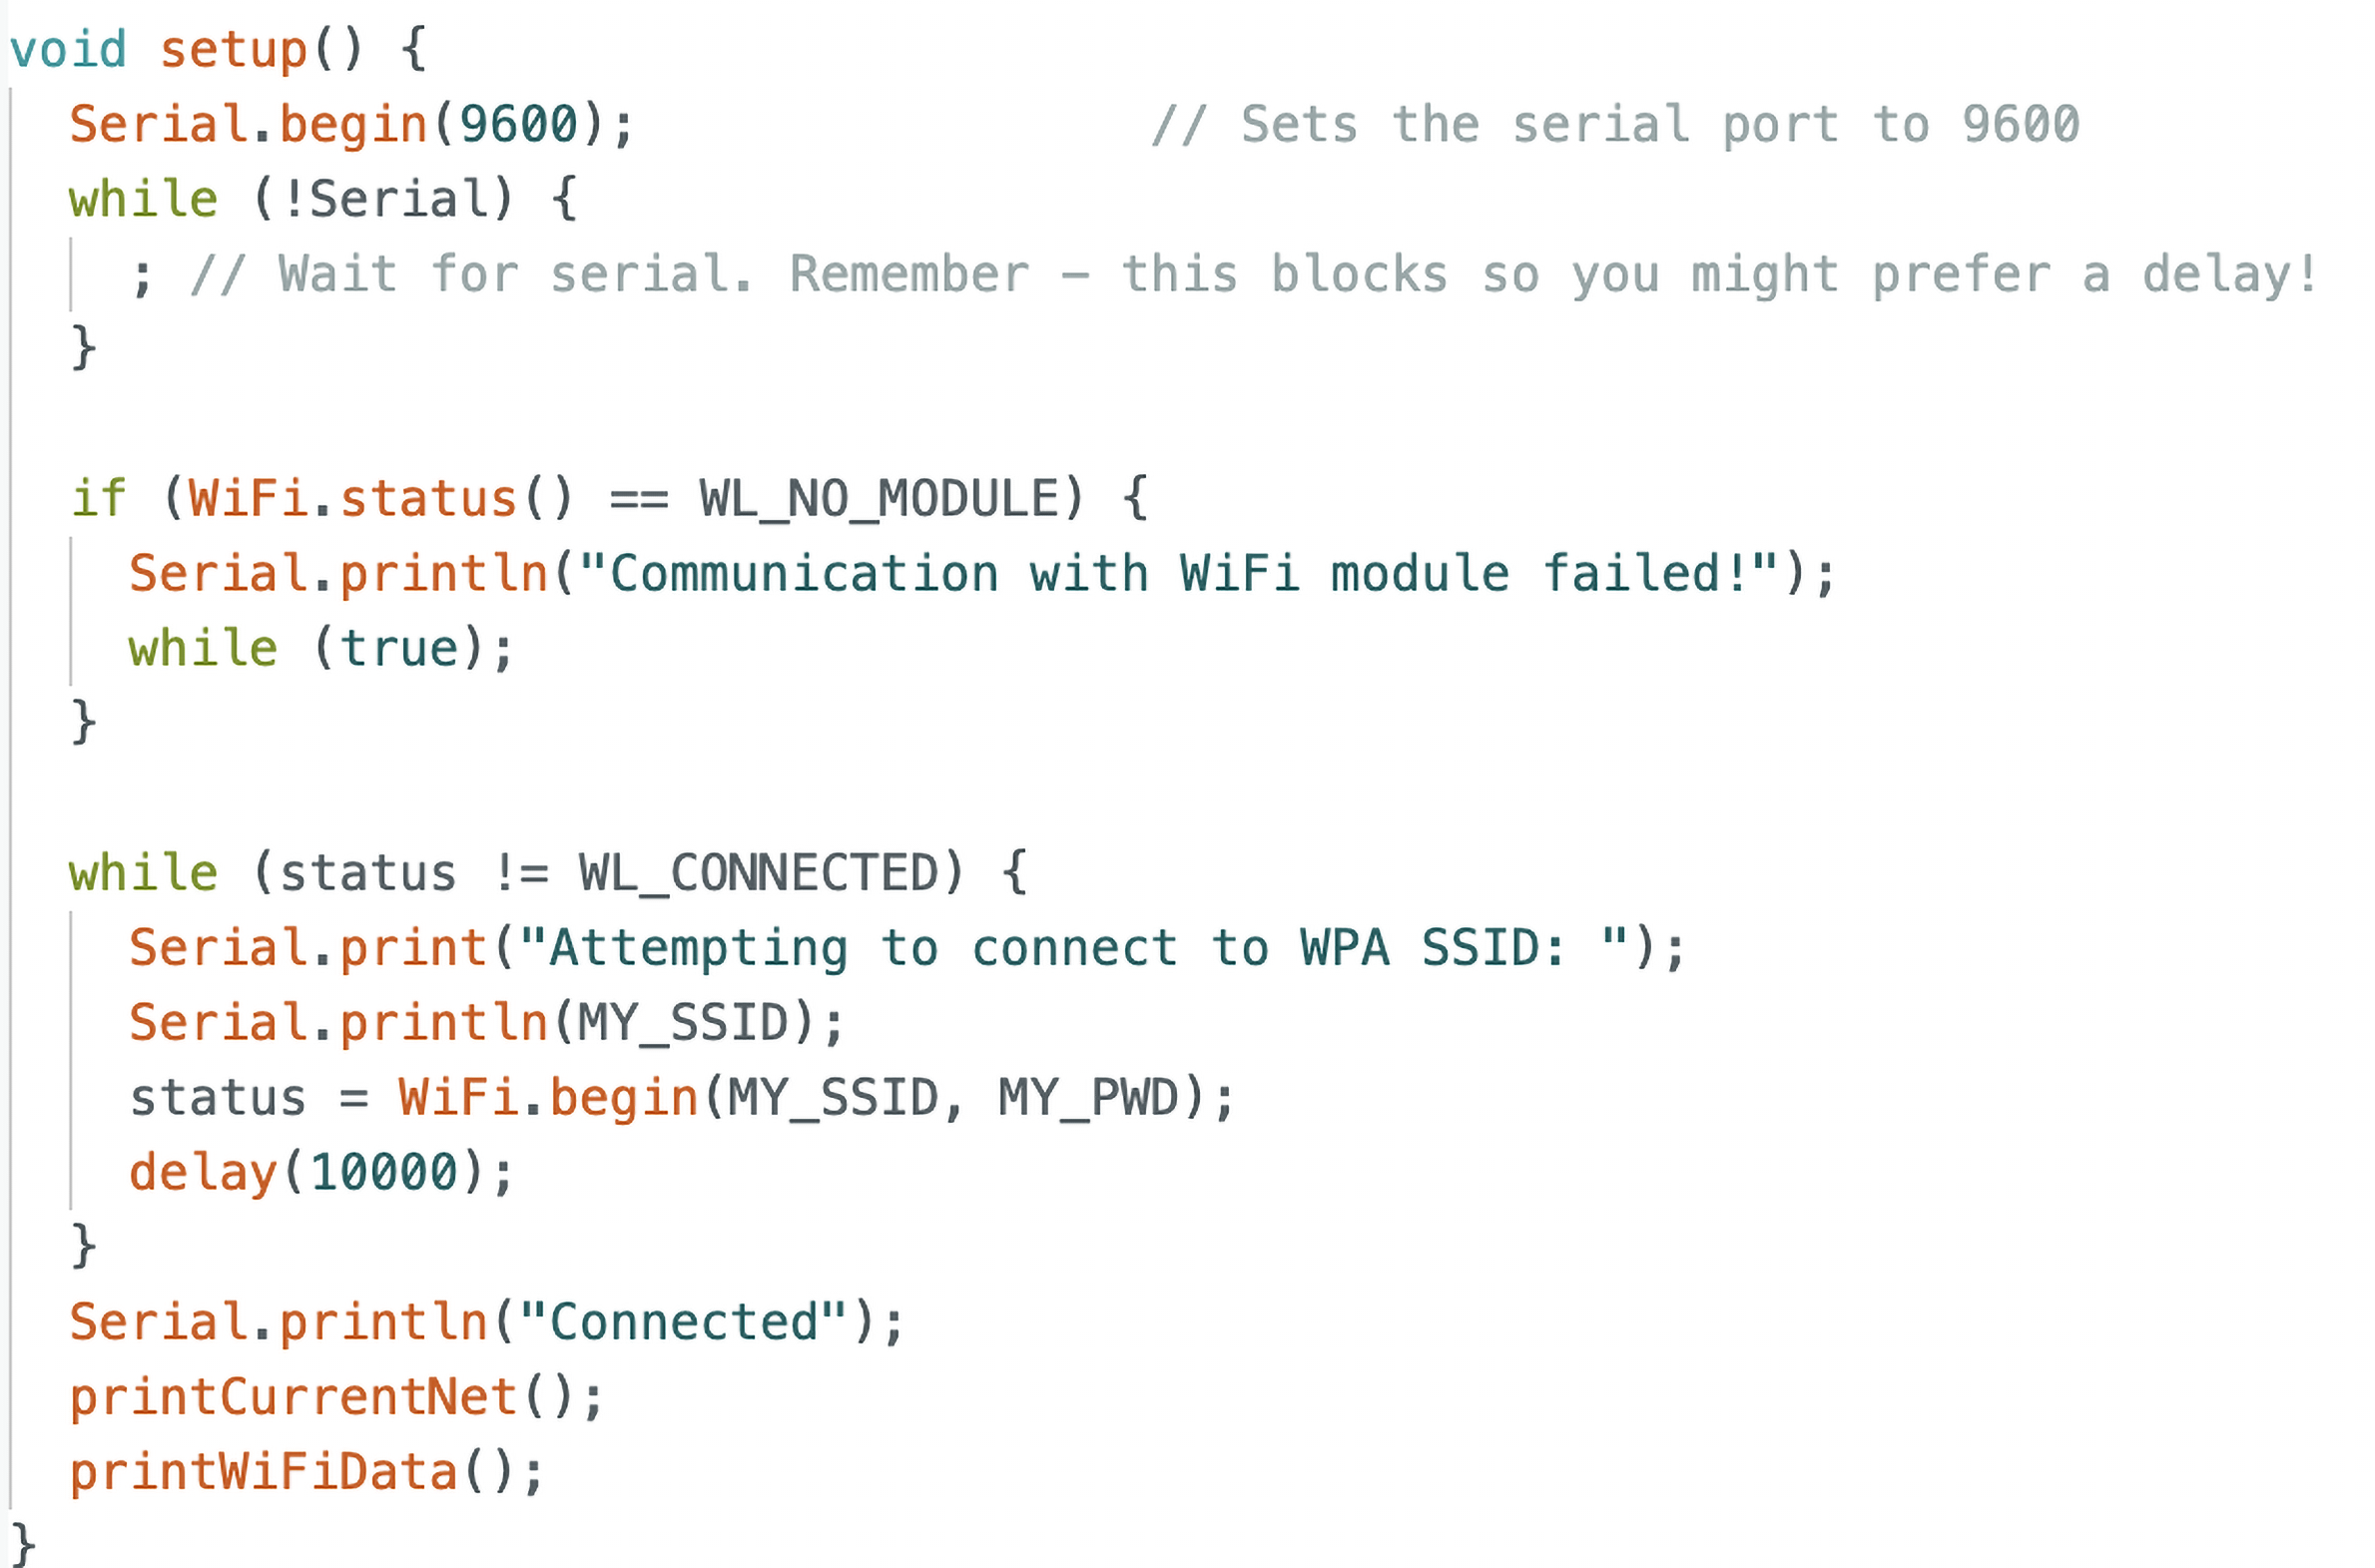 void setup() {
  Serial.begin(9600);                  // Sets the serial port to 9600
  while (!Serial) {
    ; // Wait for serial. Remember – this blocks so you might prefer a delay!
  }

  if (WiFi.status() == WL_NO_MODULE) {
    Serial.println("Communication with WiFi module failed!");
    while (true);
  }

  while (status != WL_CONNECTED) {
    Serial.print("Attempting to connect to WPA SSID: ");
    Serial.println(MY_SSID);
    status = WiFi.begin(MY_SSID, MY_PWD);
    delay(10000);
  }
  Serial.println("Connected");
  printCurrentNet();
  printWiFiData();
}